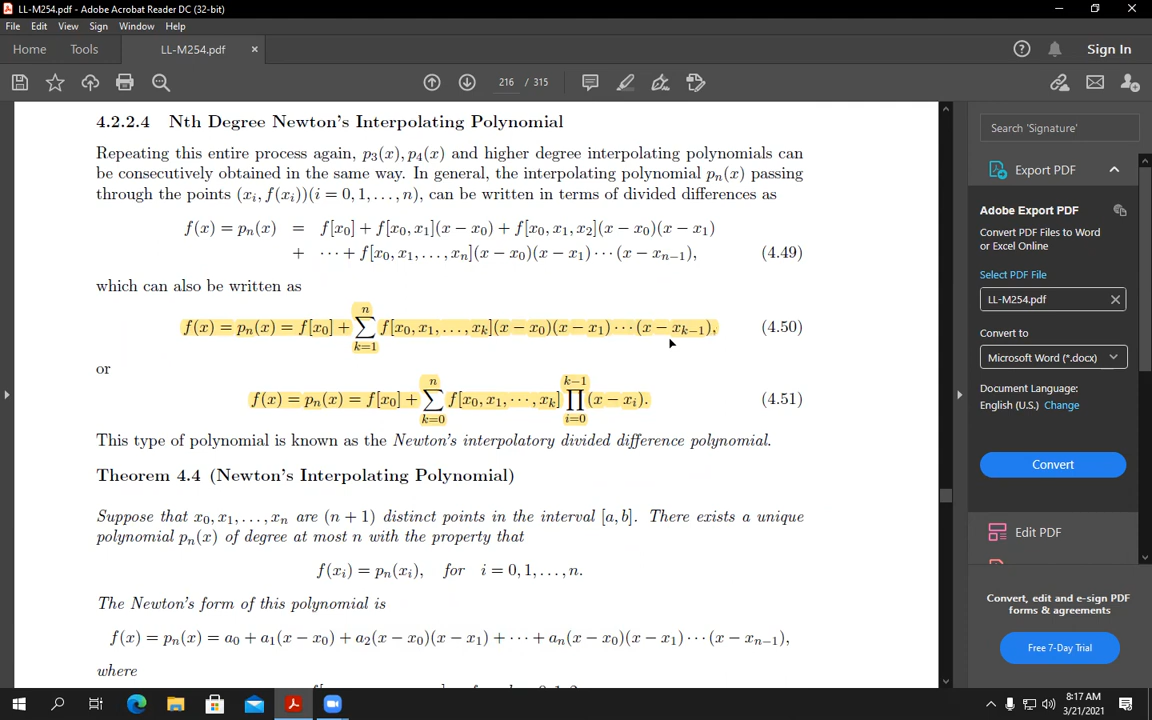 LL-M254.pdf - Adobe Acrobat Reader DC (32-bit)
File Edit View Sign Window Help
Home Tools LL-M254.pdf × Sign In
216 / 315
4.2.2.4 Nth Degree Newton's Interpolating Polynomial
Repeating this entire process again, p₃(x), p₄(x) and higher degree interpolating polynomials can
be consecutively obtained in the same way. In general, the interpolating polynomial pₙ(x) passing
through the points (xᵢ, f(xᵢ))(i = 0, 1, . . . , n), can be written in terms of divided differences as
f(x) = pₙ(x) = f[x₀] + f[x₀, x₁](x − x₀) + f[x₀, x₁, x₂](x − x₀)(x − x₁)
+ ··· + f[x₀, x₁, . . . , xₙ](x − x₀)(x − x₁) ··· (x − xₙ₋₁), (4.49)
which can also be written as
f(x) = pₙ(x) = f[x₀] + ∑ₖ₌₁ⁿ f[x₀, x₁, . . . , xₖ](x − x₀)(x − x₁) ··· (x − xₖ₋₁), (4.50)
or
f(x) = pₙ(x) = f[x₀] + ∑ₖ₌₀ⁿ f[x₀, x₁, ··· , xₖ] ∏ᵢ₌₀ᵏ⁻¹ (x − xᵢ). (4.51)
This type of polynomial is known as the Newton's interpolatory divided difference polynomial.
Theorem 4.4 (Newton's Interpolating Polynomial)
Suppose that x₀, x₁, . . . , xₙ are (n + 1) distinct points in the interval [a, b]. There exists a unique
polynomial pₙ(x) of degree at most n with the property that
f(xᵢ) = pₙ(xᵢ), for i = 0, 1, . . . , n.
The Newton's form of this polynomial is
f(x) = pₙ(x) = a₀ + a₁(x − x₀) + a₂(x − x₀)(x − x₁) + ··· + aₙ(x − x₀)(x − x₁) ··· (x − xₙ₋₁),
where
Search 'Signature'
Export PDF
Adobe Export PDF
Convert PDF Files to Word
or Excel Online
Select PDF File
LL-M254.pdf ×
Convert to
Microsoft Word (*.docx)
Document Language:
English (U.S.) Change
Convert
Edit PDF
Convert, edit and e-sign PDF
forms & agreements
Free 7-Day Trial
8:17 AM
3/21/2021